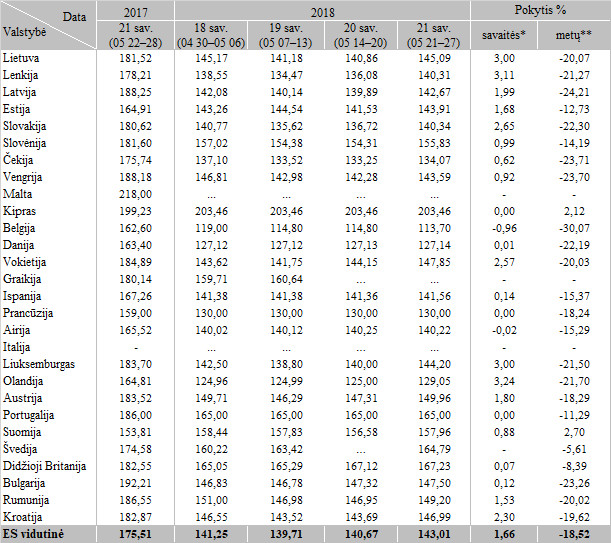 Data 2017 2018 Pokytis %
Valstybė 21 sav. (05 22–28) 18 sav. (04 30–05 06) 19 sav. (05 07–13) 20 sav. (05 14–20) 21 sav. (05 21–27) savaitės* metų**
Lietuva 181,52 145,17 141,18 140,86 145,09 3,00 -20,07
Lenkija 178,21 138,55 134,47 136,08 140,31 3,11 -21,27
Latvija 188,25 142,08 140,14 139,89 142,67 1,99 -24,21
Estija 164,91 143,26 144,54 141,53 143,91 1,68 -12,73
Slovakija 180,62 140,77 135,62 136,72 140,34 2,65 -22,30
Slovėnija 181,60 157,02 154,38 154,31 155,83 0,99 -14,19
Čekija 175,74 137,10 133,52 133,25 134,07 0,62 -23,71
Vengrija 188,18 146,81 142,98 142,28 143,59 0,92 -23,70
Malta 218,00 ... ... ... ... - -
Kipras 199,23 203,46 203,46 203,46 203,46 0,00 2,12
Belgija 162,60 119,00 114,80 114,80 113,70 -0,96 -30,07
Danija 163,40 127,12 127,12 127,13 127,14 0,01 -22,19
Vokietija 184,89 143,62 141,75 144,15 147,85 2,57 -20,03
Graikija 180,14 159,71 160,64 ... ... - -
Ispanija 167,26 141,38 141,38 141,36 141,56 0,14 -15,37
Prancūzija 159,00 130,00 130,00 130,00 130,00 0,00 -18,24
Airija 165,52 140,02 140,12 140,25 140,22 -0,02 -15,29
Italija - ... ... ... ... - -
Liuksemburgas 183,70 142,50 138,80 140,00 144,20 3,00 -21,50
Olandija 164,81 124,96 124,99 125,00 129,05 3,24 -21,70
Austrija 183,52 149,71 146,29 147,31 149,96 1,80 -18,29
Portugalija 186,00 165,00 165,00 165,00 165,00 0,00 -11,29
Suomija 153,81 158,44 157,83 156,58 157,96 0,88 2,70
Švedija 174,58 160,22 163,42 ... 164,79 - -5,61
Didžioji Britanija 182,55 165,05 165,29 167,12 167,23 0,07 -8,39
Bulgarija 192,21 146,83 146,78 147,32 147,50 0,12 -23,26
Rumunija 186,55 151,00 146,98 146,95 149,20 1,53 -20,02
Kroatija 182,87 146,55 143,52 143,69 146,99 2,30 -19,62
ES vidutinė 175,51 141,25 139,71 140,67 143,01 1,66 -18,52